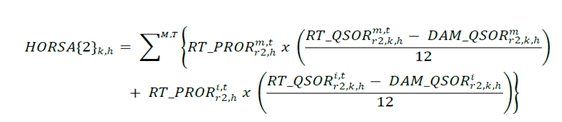 HORSA{2}ₖ,ₕ = ∑ᴹ·ᵀ {RT_PROR^{m,t}_{r2,h} x ((RT_QSOR^{m,t}_{r2,k,h} − DAM_QSOR^{m}_{r2,k,h}) / 12)
+ RT_PROR^{i,t}_{r2,h} x ((RT_QSOR^{i,t}_{r2,k,h} − DAM_QSOR^{i}_{r2,k,h}) / 12)}